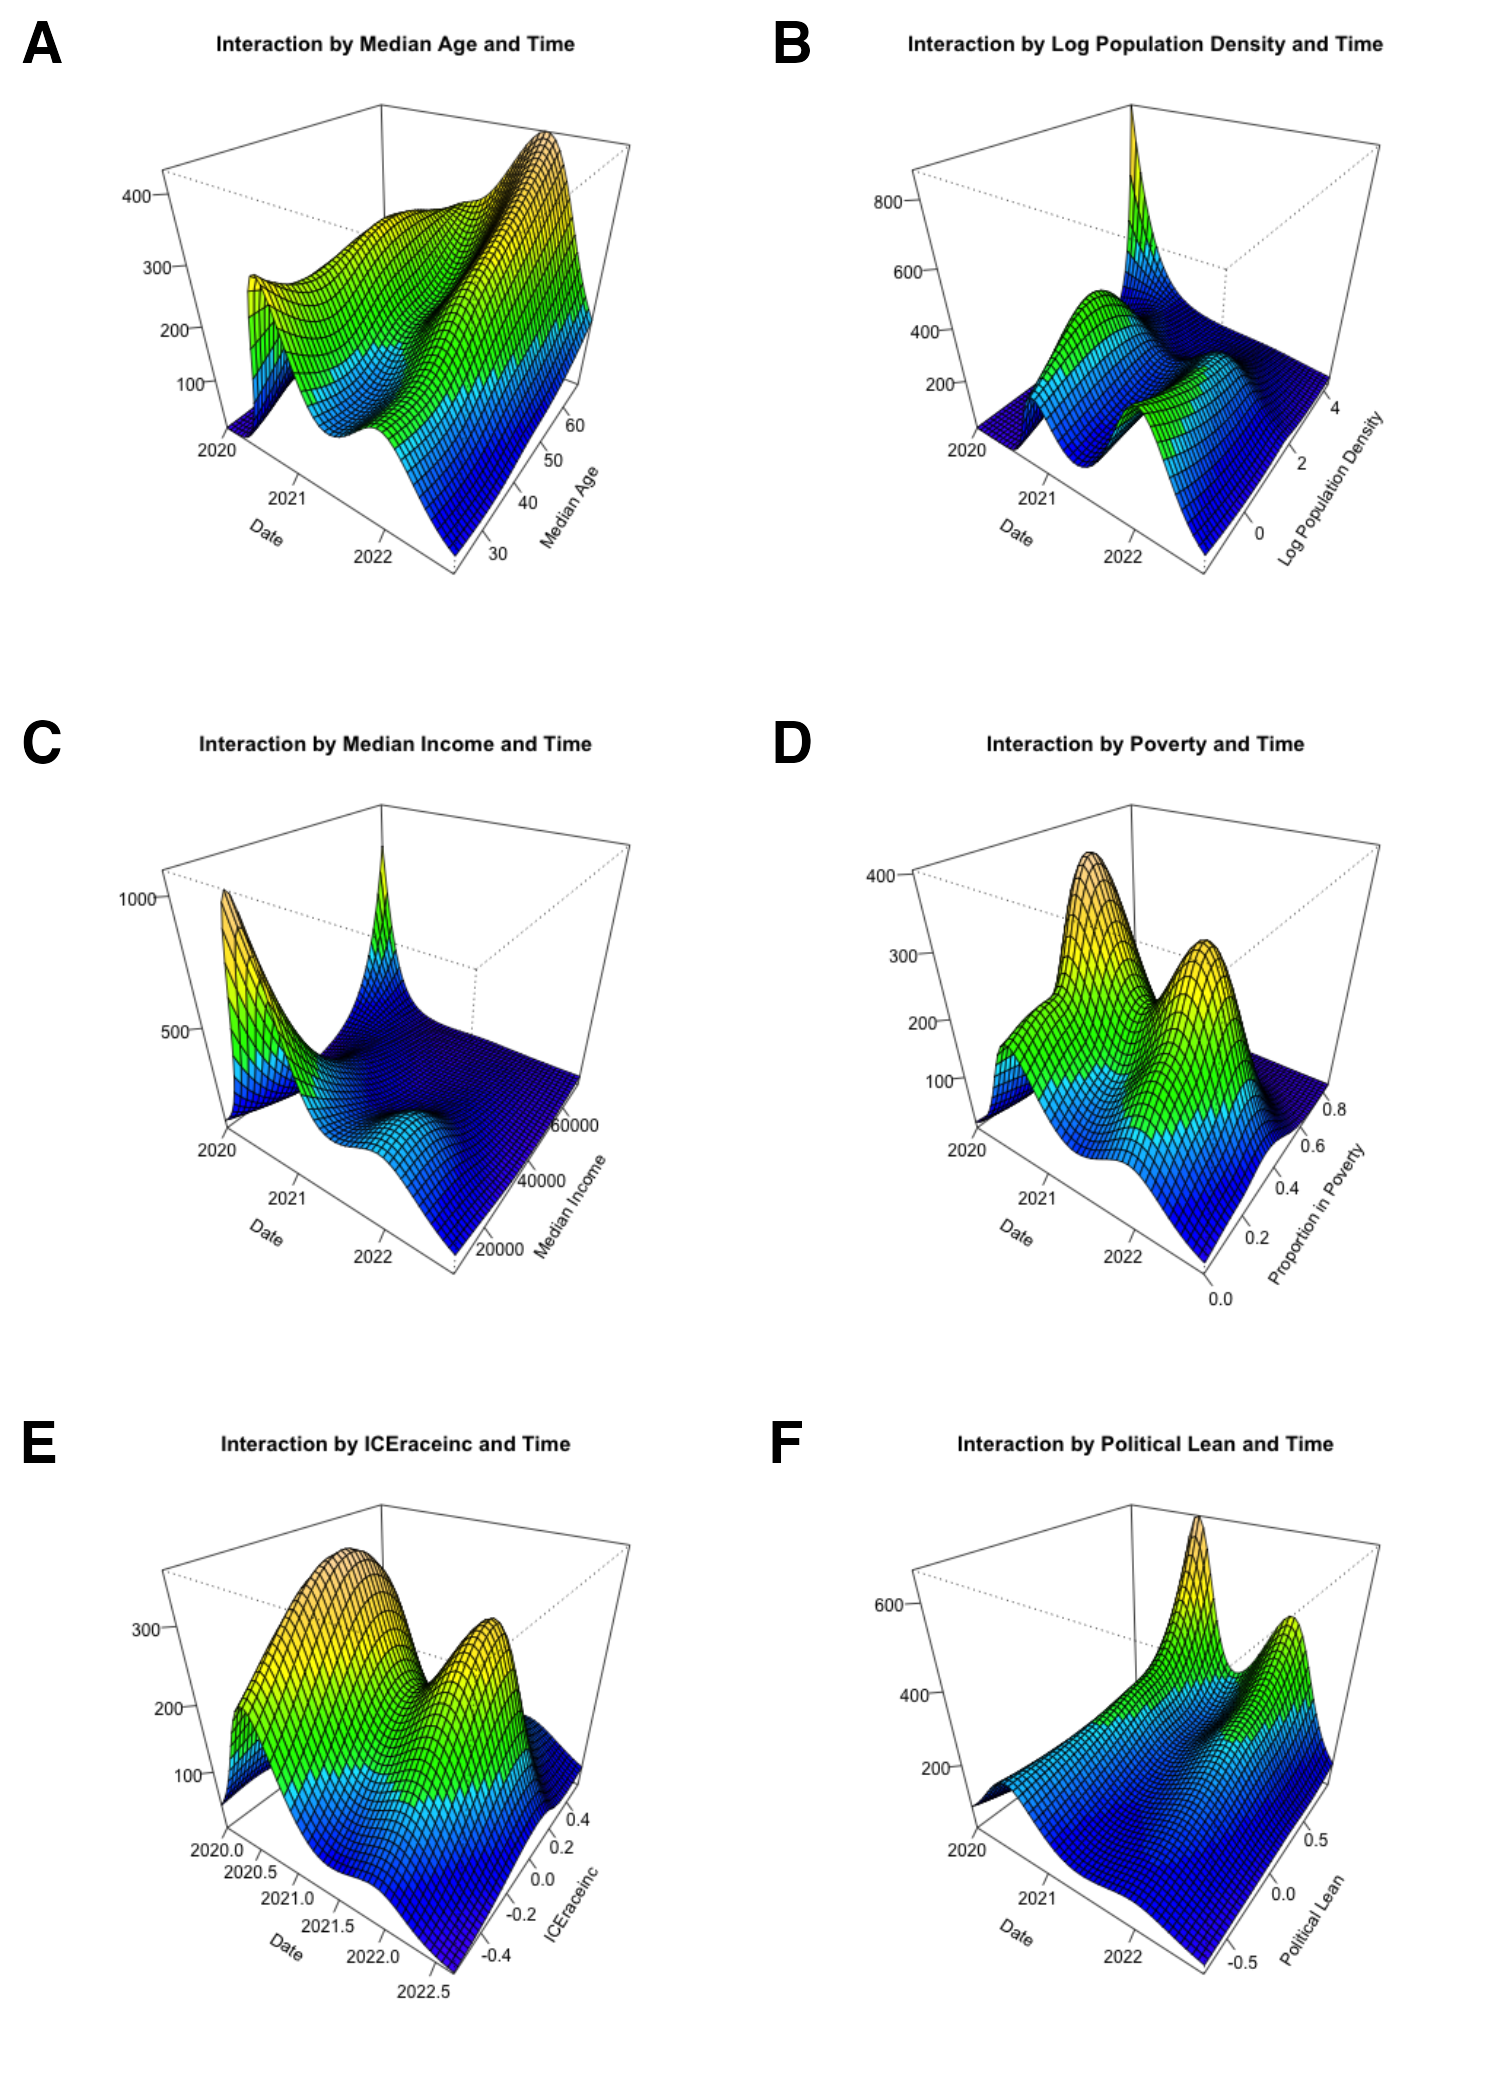 A
Interaction by Median Age and Time
400
300
200
100
2020
2021
2022
Date
30
40
50
60
Median Age
B
Interaction by Log Population Density and Time
800
600
400
200
2020
2021
2022
Date
0
2
4
Log Population Density
C
Interaction by Median Income and Time
1000
500
2020
2021
2022
Date
20000
40000
60000
Median Income
D
Interaction by Poverty and Time
400
300
200
100
2020
2021
2022
Date
0.0
0.2
0.4
0.6
0.8
Proportion in Poverty
E
Interaction by ICEraceinc and Time
300
200
100
2020.0
2020.5
2021.0
2021.5
2022.0
2022.5
Date
-0.4
-0.2
0.0
0.2
0.4
ICEraceinc
F
Interaction by Political Lean and Time
600
400
200
2020
2021
2022
Date
-0.5
0.0
0.5
Political Lean